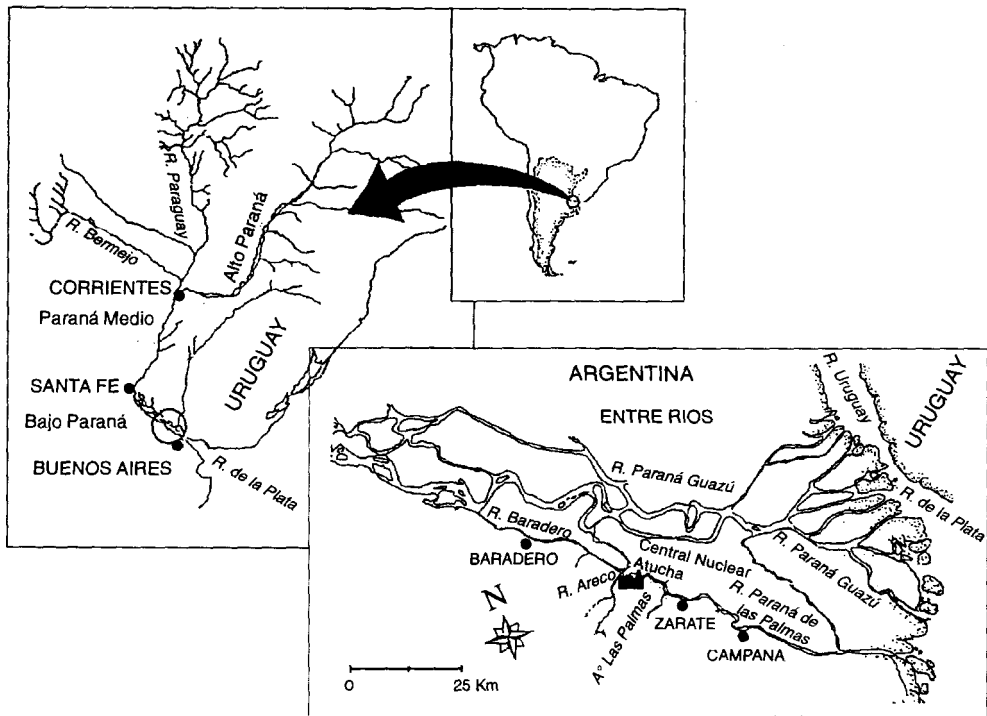 R. Paraguay
R. Bermejo
Alto Paraná
CORRIENTES
Paraná Medio
URUGUAY
SANTA FE
Bajo Paraná
BUENOS AIRES
R. de la Plata
ARGENTINA
ENTRE RIOS
R. Uruguay
URUGUAY
R. Paraná Guazú
R. de la Plata
R. Baradero
BARADERO
Central Nuclear
Atucha
R. Paraná Guazú
R. Areco
R. Paraná de
las Palmas
A° Las Palmas
ZARATE
CAMPANA
N
0 25 Km